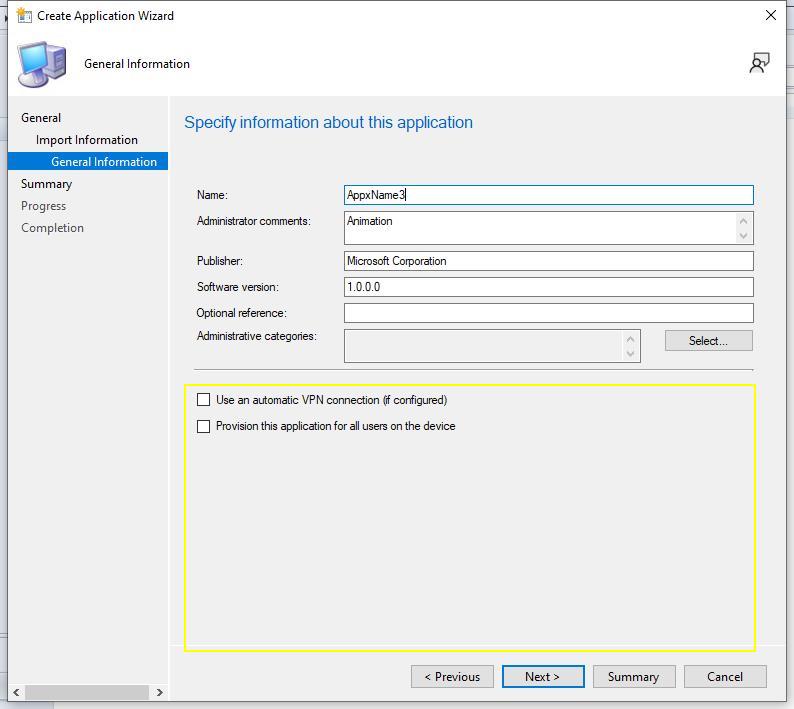 Create Application Wizard
General Information
General
Import Information
General Information
Summary
Progress
Completion
Specify information about this application
Name: AppxName3
Administrator comments: Animation
Publisher: Microsoft Corporation
Software version: 1.0.0.0
Optional reference:
Administrative categories: Select...
Use an automatic VPN connection (if configured)
Provision this application for all users on the device
< Previous Next > Summary Cancel